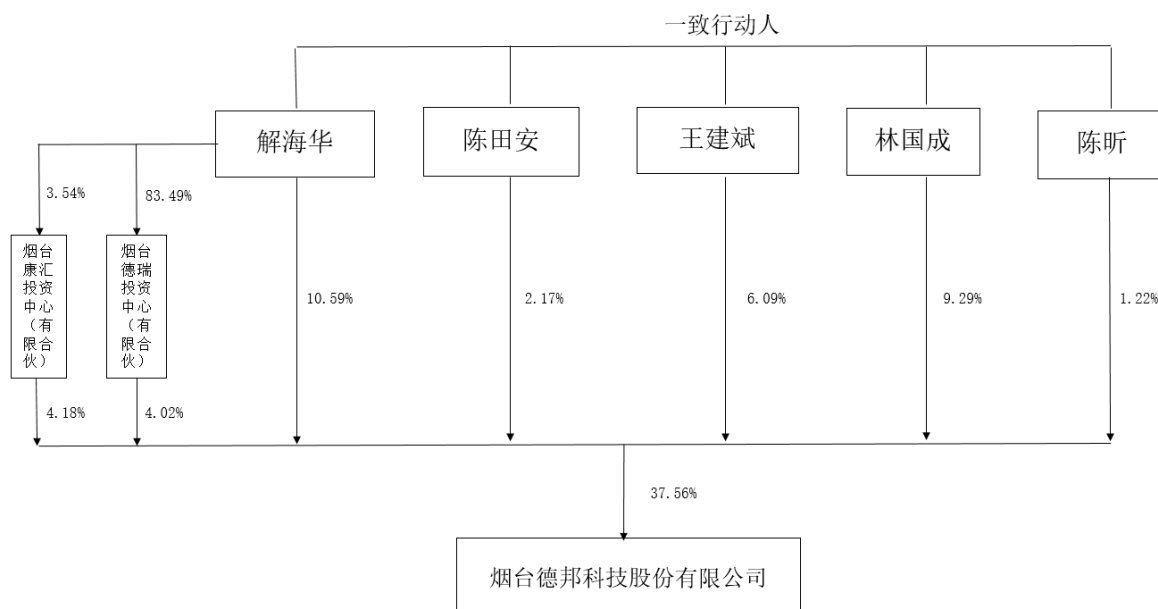 一致行动人
解海华
陈田安
王建斌
林国成
陈昕
3.54%
83.49%
烟台
康汇
投资
中心
（有
限合
伙）
烟台
德瑞
投资
中心
（有
限合
伙）
10.59%
2.17%
6.09%
9.29%
1.22%
4.18%
4.02%
37.56%
烟台德邦科技股份有限公司